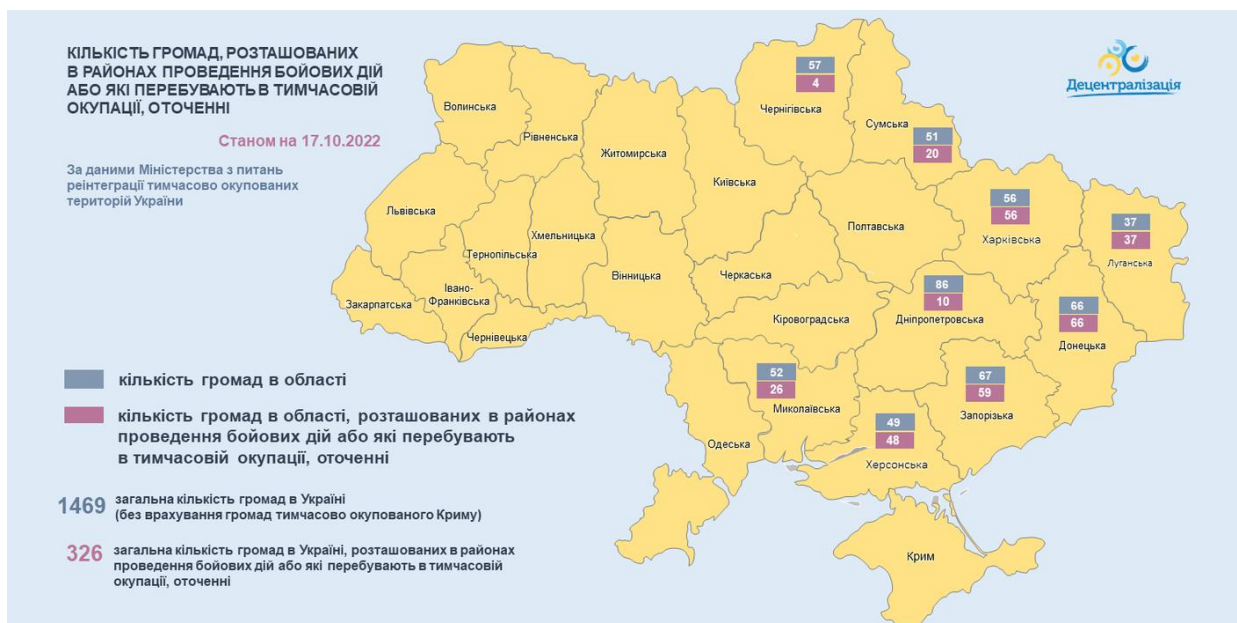 КІЛЬКІСТЬ ГРОМАД, РОЗТАШОВАНИХ
В РАЙОНАХ ПРОВЕДЕННЯ БОЙОВИХ ДІЙ
АБО ЯКІ ПЕРЕБУВАЮТЬ В ТИМЧАСОВІЙ
ОКУПАЦІЇ, ОТОЧЕННІ
Станом на 17.10.2022
За даними Міністерства з питань
реінтеграції тимчасово окупованих
територій України
Децентралізація
57
4
Чернігівська
Сумська
51
20
Волинська
Рівненська
Житомирська
Київська
56
56
Харківська
37
37
Луганська
Львівська
Полтавська
Хмельницька
Тернопільська
Вінницька
Черкаська
Івано-
Франківська
Закарпатська
Чернівецька
Кіровоградська
86
10
Дніпропетровська
66
66
Донецька
52
26
Миколаївська
67
59
Запорізька
49
48
Херсонська
Одеська
Крим
кількість громад в області
кількість громад в області, розташованих в районах
проведення бойових дій або які перебувають
в тимчасовій окупації, оточенні
1469 загальна кількість громад в Україні
(без врахування громад тимчасово окупованого Криму)
326 загальна кількість громад в Україні, розташованих в районах
проведення бойових дій або які перебувають в тимчасовій
окупації, оточенні